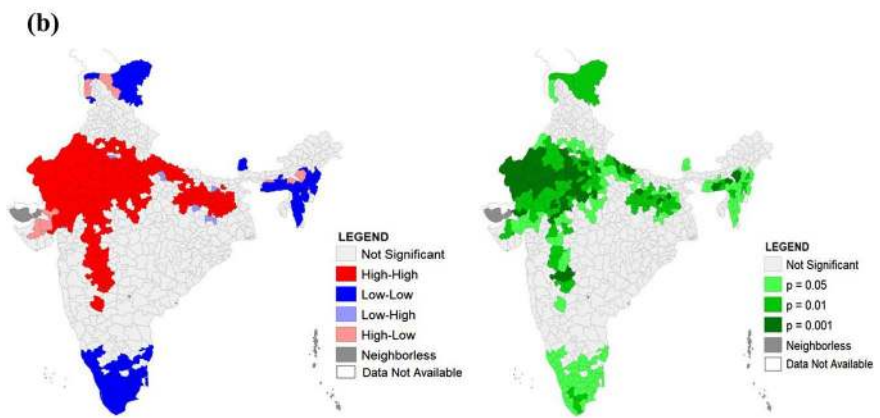 (b)
LEGEND
Not Significant
High-High
Low-Low
Low-High
High-Low
Neighborless
Data Not Available
LEGEND
Not Significant
p = 0.05
p = 0.01
p = 0.001
Neighborless
Data Not Available